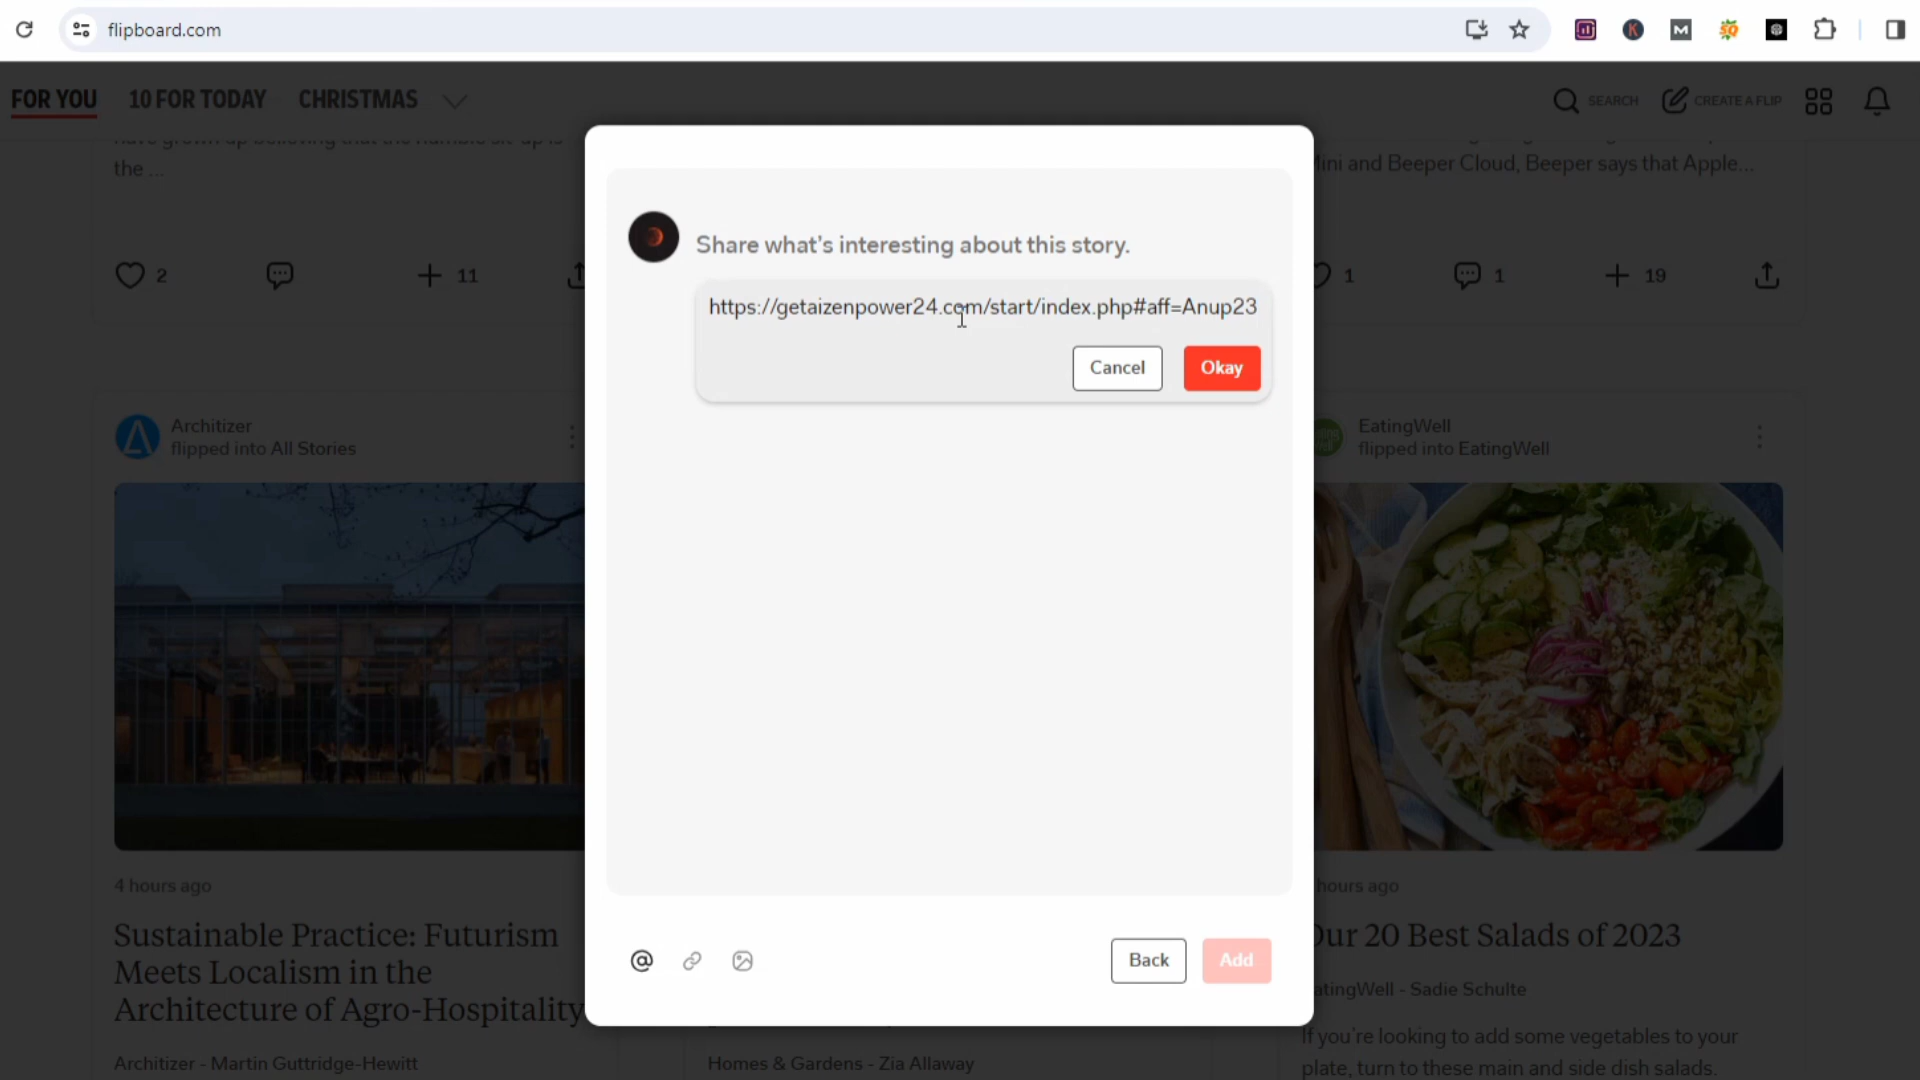 flipboard.com
FOR YOU 10 FOR TODAY CHRISTMAS
SEARCH CREATE A FLIP
the ...
Mini and Beeper Cloud, Beeper says that Apple...
Share what's interesting about this story.
https://getaizenpower24.com/start/index.php#aff=Anup23
2 11 1 1 19
Cancel Okay
Architizer
flipped into All Stories
EatingWell
flipped into EatingWell
4 hours ago
hours ago
Sustainable Practice: Futurism
Meets Localism in the
Architecture of Agro-Hospitality
Architizer - Martin Guttridge-Hewitt
Homes & Gardens - Zia Allaway
Our 20 Best Salads of 2023
EatingWell - Sadie Schulte
If you're looking to add some vegetables to your
plate, turn to these main and side dish salads.
Back Add